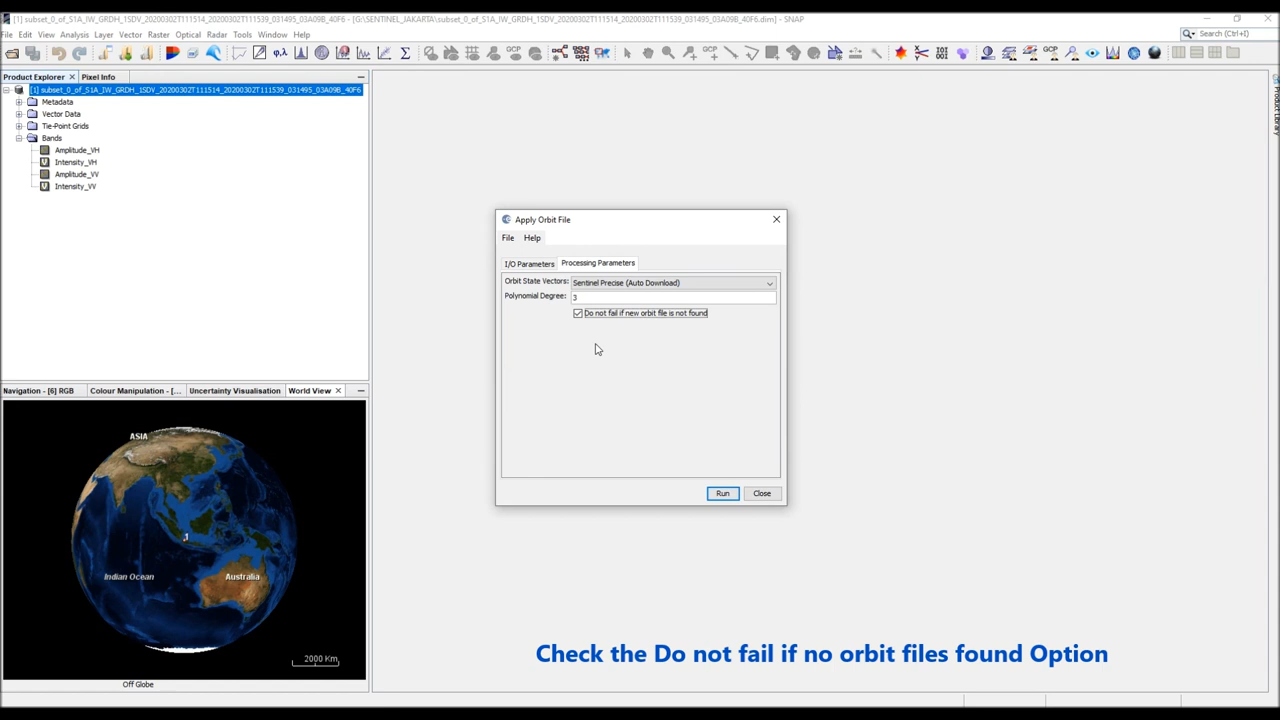 [1] subset_0_of_S1A_IW_GRDH_1SDV_20200302T111514_20200302T111539_031495_03A09B_40F6 - [G:\SENTINEL_JAKARTA\subset_0_of_S1A_IW_GRDH_1SDV_20200302T111514_20200302T111539_031495_03A09B_40F6.dim] - SNAP
File Edit View Analysis Layer Vector Raster Optical Radar Tools Window Help
Search (Ctrl+I)
Product Explorer Pixel Info
[1] subset_0_of_S1A_IW_GRDH_1SDV_20200302T111514_20200302T111539_031495_03A09B_40F6
Metadata
Vector Data
Tie-Point Grids
Bands
Amplitude_VH
Intensity_VH
Amplitude_VV
Intensity_VV
Product Library
Apply Orbit File
File Help
I/O Parameters Processing Parameters
Orbit State Vectors: Sentinel Precise (Auto Download)
Polynomial Degree: 3
Do not fail if new orbit file is not found
Run Close
Navigation - [6] RGB Colour Manipulation - [... Uncertainty Visualisation World View
ASIA
1
Indian Ocean
Australia
2000 Km
Off Globe
Check the Do not fail if no orbit files found Option